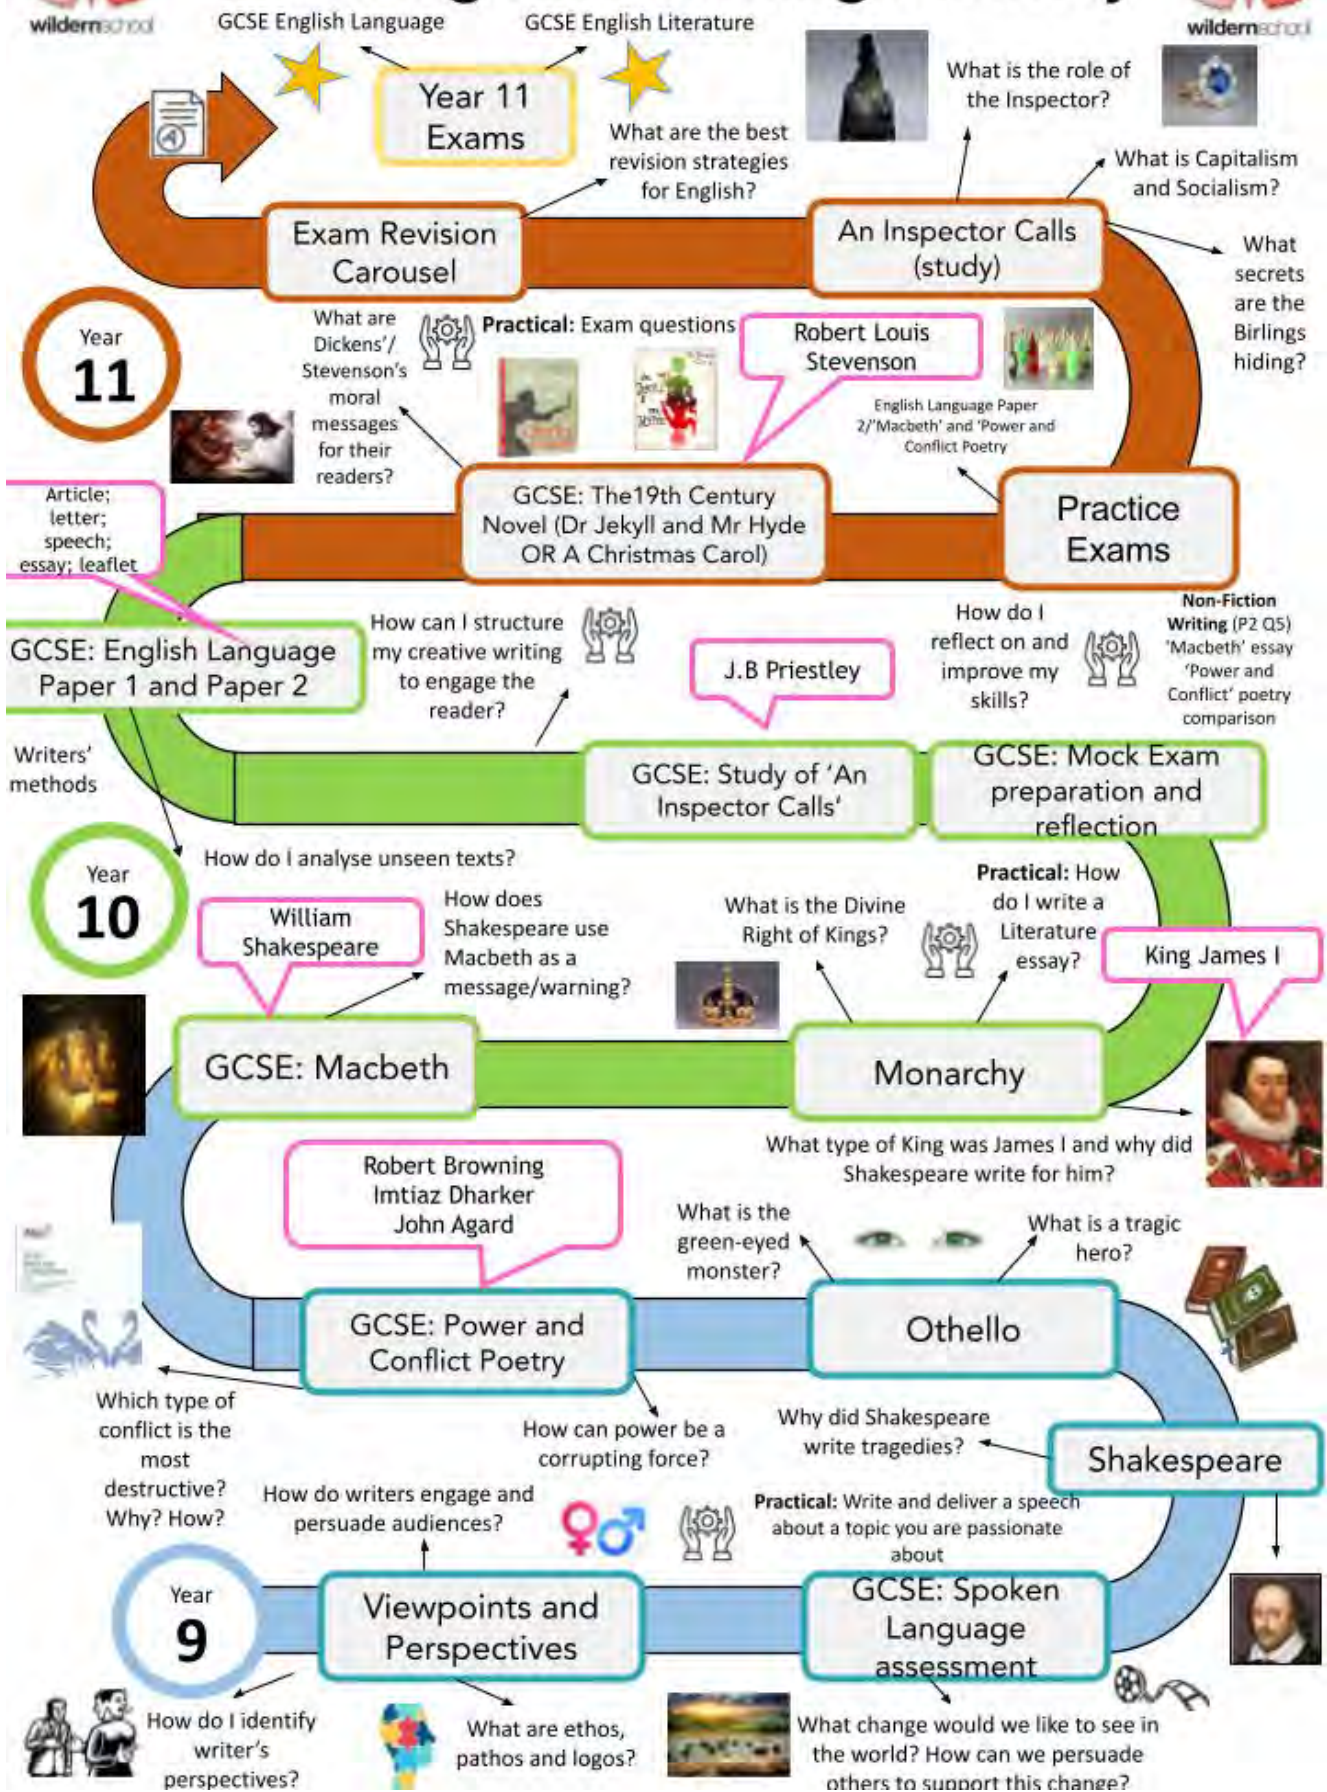 wildernschool
wildernschool
GCSE English Language
GCSE English Literature
Year 11
Exams
What are the best
revision strategies
for English?
What is the role of
the Inspector?
What is Capitalism
and Socialism?
Exam Revision
Carousel
An Inspector Calls
(study)
What
secrets
are the
Birlings
hiding?
Year
11
What are
Dickens'/
Stevenson's
moral
messages
for their
readers?
Practical: Exam questions
Robert Louis
Stevenson
English Language Paper
2/'Macbeth' and 'Power and
Conflict Poetry
Article;
letter;
speech;
essay; leaflet
GCSE: The19th Century
Novel (Dr Jekyll and Mr Hyde
OR A Christmas Carol)
Practice
Exams
GCSE: English Language
Paper 1 and Paper 2
How can I structure
my creative writing
to engage the
reader?
J.B Priestley
How do I
reflect on and
improve my
skills?
Non-Fiction
Writing (P2 Q5)
'Macbeth' essay
'Power and
Conflict' poetry
comparison
Writers'
methods
GCSE: Study of 'An
Inspector Calls'
GCSE: Mock Exam
preparation and
reflection
How do I analyse unseen texts?
Year
10
William
Shakespeare
How does
Shakespeare use
Macbeth as a
message/warning?
What is the Divine
Right of Kings?
Practical: How
do I write a
Literature
essay?
King James I
GCSE: Macbeth
Monarchy
What type of King was James I and why did
Shakespeare write for him?
Robert Browning
Imtiaz Dharker
John Agard
What is the
green-eyed
monster?
What is a tragic
hero?
GCSE: Power and
Conflict Poetry
Othello
Which type of
conflict is the
most
destructive?
Why? How?
How can power be a
corrupting force?
Why did Shakespeare
write tragedies?
Shakespeare
How do writers engage and
persuade audiences?
Practical: Write and deliver a speech
about a topic you are passionate
about
Year
9
Viewpoints and
Perspectives
GCSE: Spoken
Language
assessment
How do I identify
writer's
perspectives?
What are ethos,
pathos and logos?
What change would we like to see in
the world? How can we persuade
others to support this change?